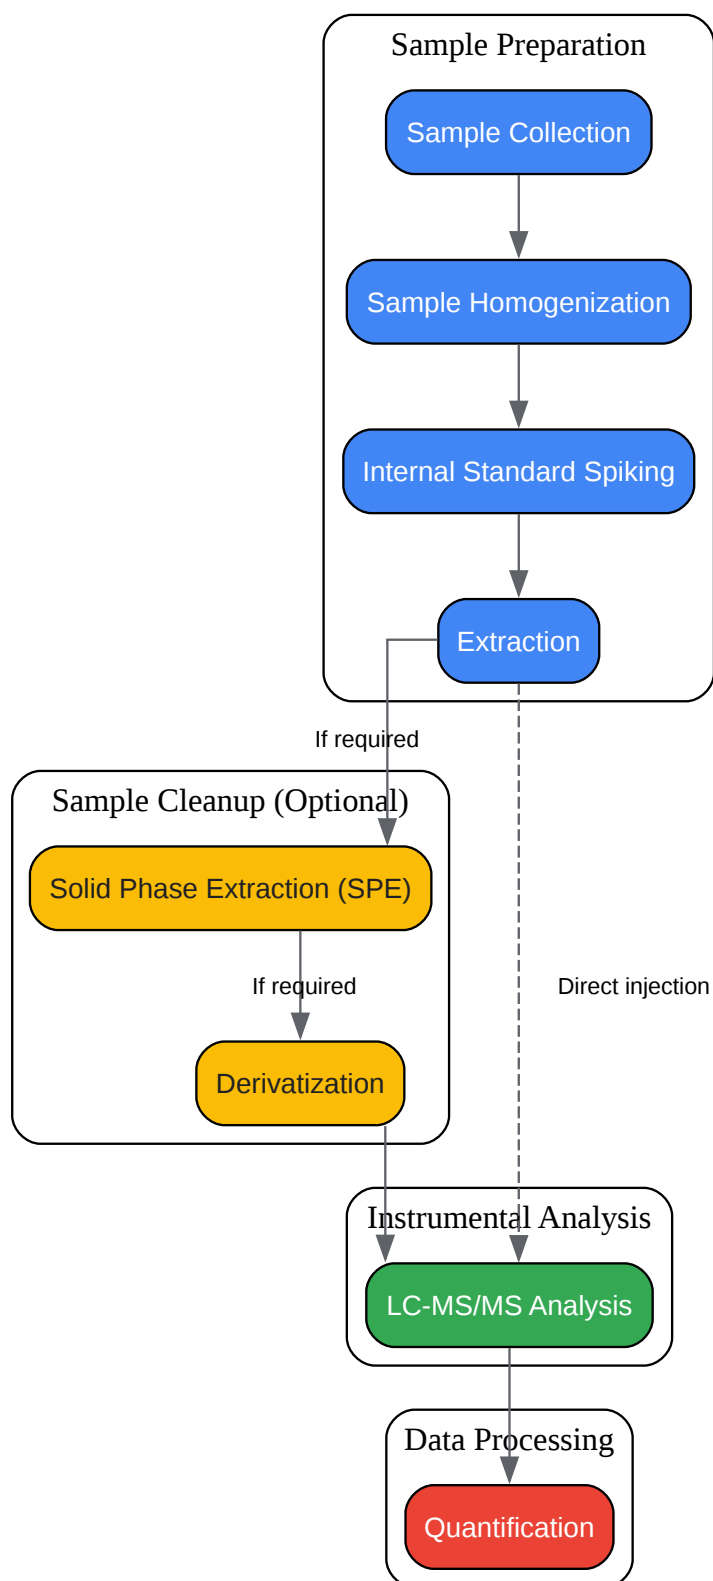 Sample Preparation
Sample Collection
Sample Homogenization
Internal Standard Spiking
Extraction
If required
Sample Cleanup (Optional)
Solid Phase Extraction (SPE)
If required
Direct injection
Derivatization
Instrumental Analysis
LC-MS/MS Analysis
Data Processing
Quantification